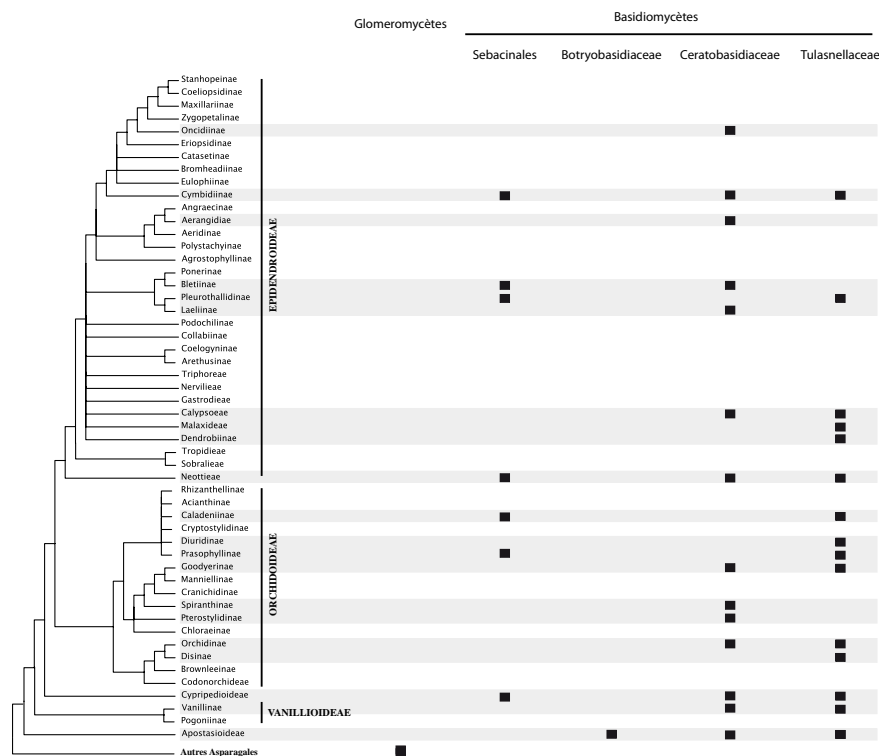 Basidiomycètes
Glomeromycètes
Sebacinales Botryobasidiaceae Ceratobasidiaceae Tulasnellaceae
Stanhopeinae
Coeliopsidinae
Maxillariinae
Zygopetalinae
Oncidiinae
Eriopsidinae
Catasetinae
Bromheadiinae
Eulophiinae
Cymbidiinae
Angraecinae
Aerangidiae
Aeridinae
Polystachyinae
Agrostophyllinae
Ponerinae
Bletiinae
Pleurothallidinae
Laeliinae
Podochilinae
Collabiinae
Coelogyninae
Arethusinae
Triphoreae
Nervilieae
Gastrodieae
Calypsoeae
Malaxideae
Dendrobiinae
Tropidieae
Sobralieae
Neottieae
EPIDENDROIDEAE
Rhizanthellinae
Acianthinae
Caladeniinae
Cryptostylidinae
Diuridinae
Prasophyllinae
Goodyerinae
Manniellinae
Cranichidinae
Spiranthinae
Pterostylidinae
Chloraeinae
Orchidinae
Disinae
Brownleeinae
Codonorchideae
ORCHIDOIDEAE
Cypripedioideae
Vanillinae
Pogoniinae
VANILLIOIDEAE
Apostasioideae
Autres Asparagales